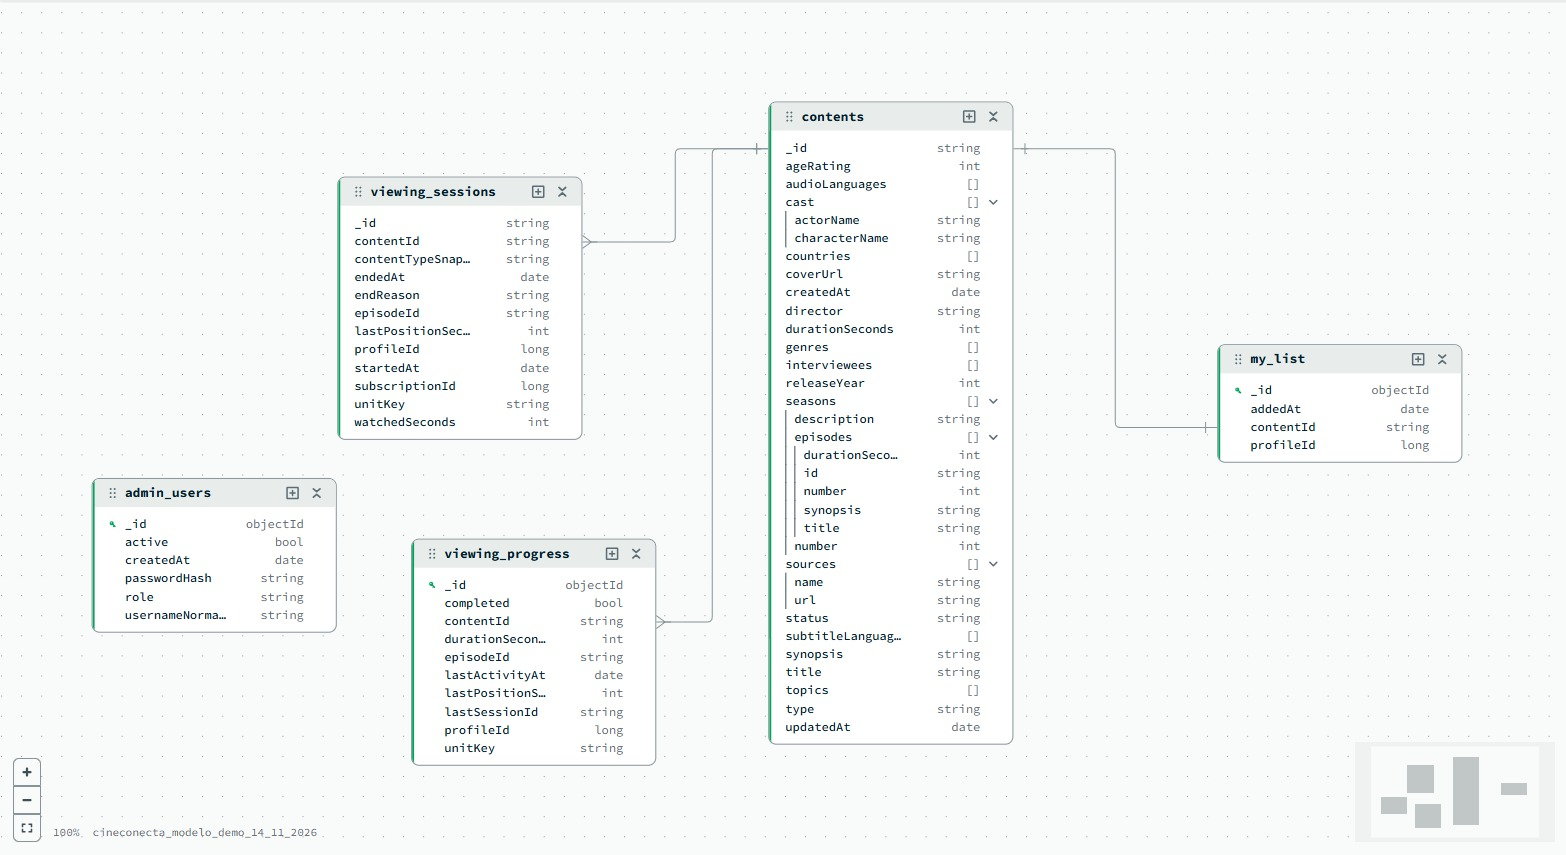 contents
_id string
ageRating int
audioLanguages []
cast []
actorName string
characterName string
countries []
coverUrl string
createdAt date
director string
durationSeconds int
genres []
interviewees []
releaseYear int
seasons []
description string
episodes []
durationSeco… int
id string
number int
synopsis string
title string
number int
sources []
name string
url string
status string
subtitleLanguag… []
synopsis string
title string
topics []
type string
updatedAt date
viewing_sessions
_id string
contentId string
contentTypeSnap… string
endedAt date
endReason string
episodeId string
lastPositionSec… int
profileId long
startedAt date
subscriptionId long
unitKey string
watchedSeconds int
my_list
_id objectId
addedAt date
contentId string
profileId long
admin_users
_id objectId
active bool
createdAt date
passwordHash string
role string
usernameNorma… string
viewing_progress
_id objectId
completed bool
contentId string
durationSecon… int
episodeId string
lastActivityAt date
lastPositionS… int
lastSessionId string
profileId long
unitKey string
100% cineconecta_modelo_demo_14_11_2026